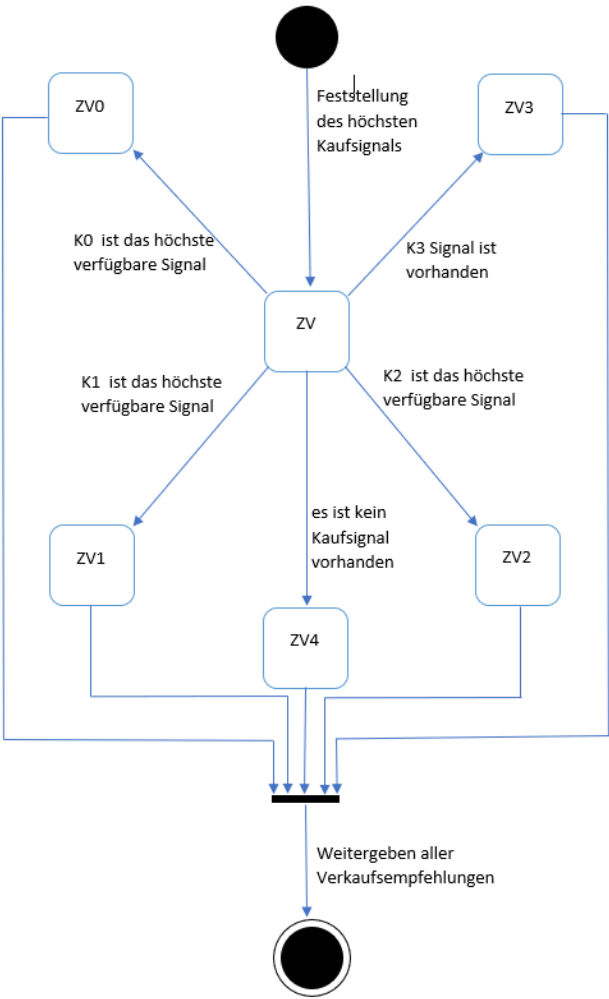 Feststellung
des höchsten
Kaufsignals
ZV0
ZV3
K0 ist das höchste
verfügbare Signal
K3 Signal ist
vorhanden
ZV
K1 ist das höchste
verfügbare Signal
K2 ist das höchste
verfügbare Signal
es ist kein
Kaufsignal
vorhanden
ZV1
ZV2
ZV4
Weitergeben aller
Verkaufsempfehlungen